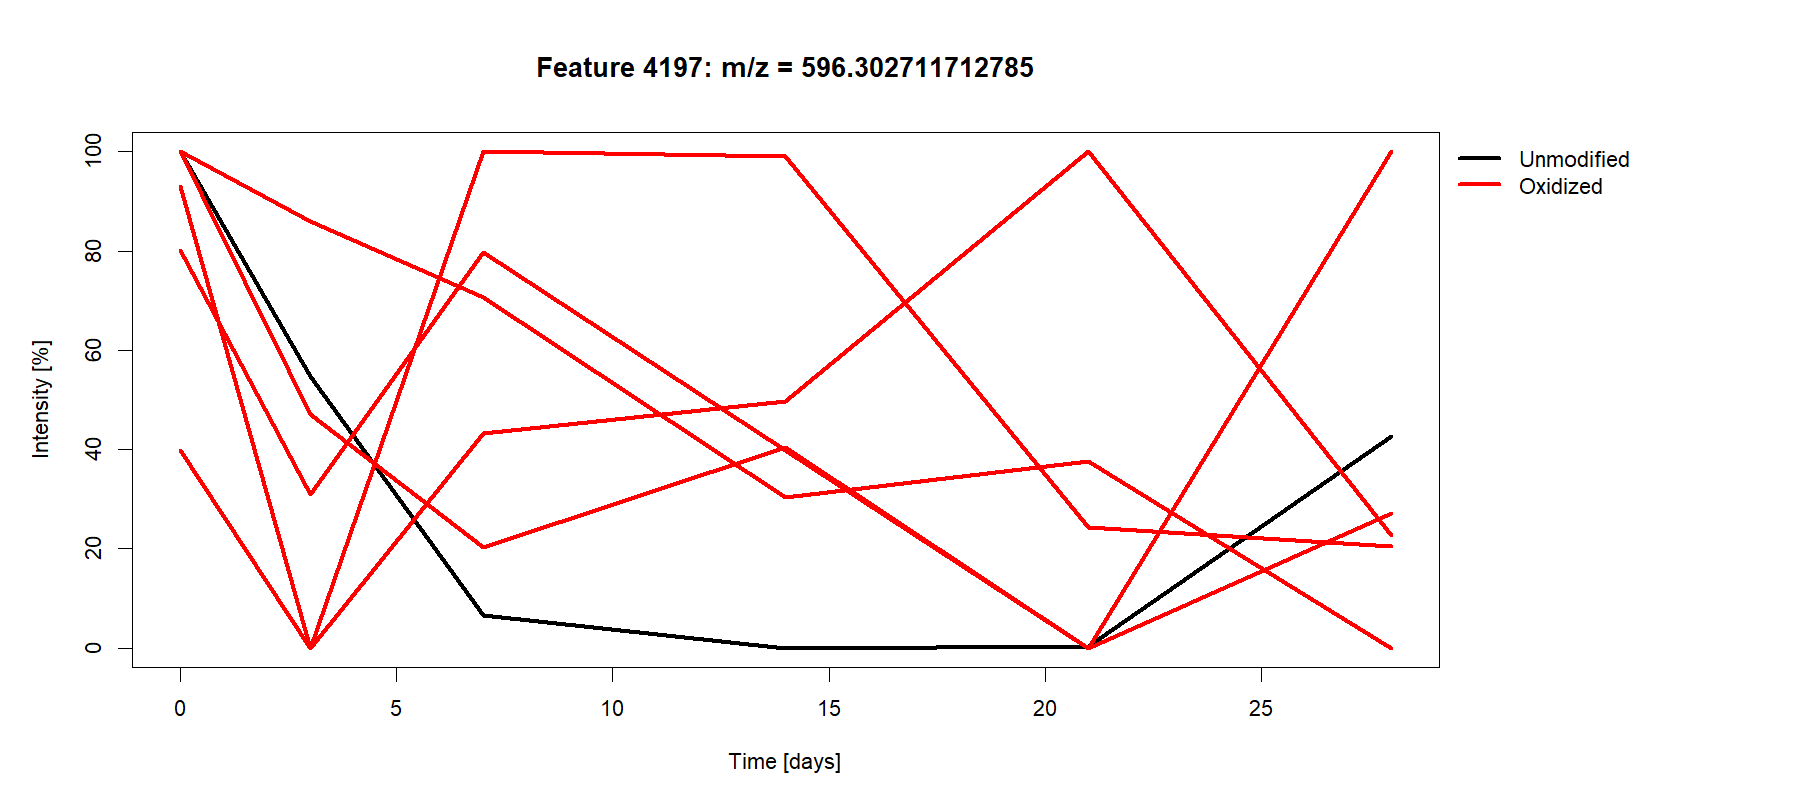 Feature 4197: m/z = 596.302711712785
Unmodified
Oxidized
Intensity [%]
100
80
60
40
20
0
0 5 10 15 20 25
Time [days]